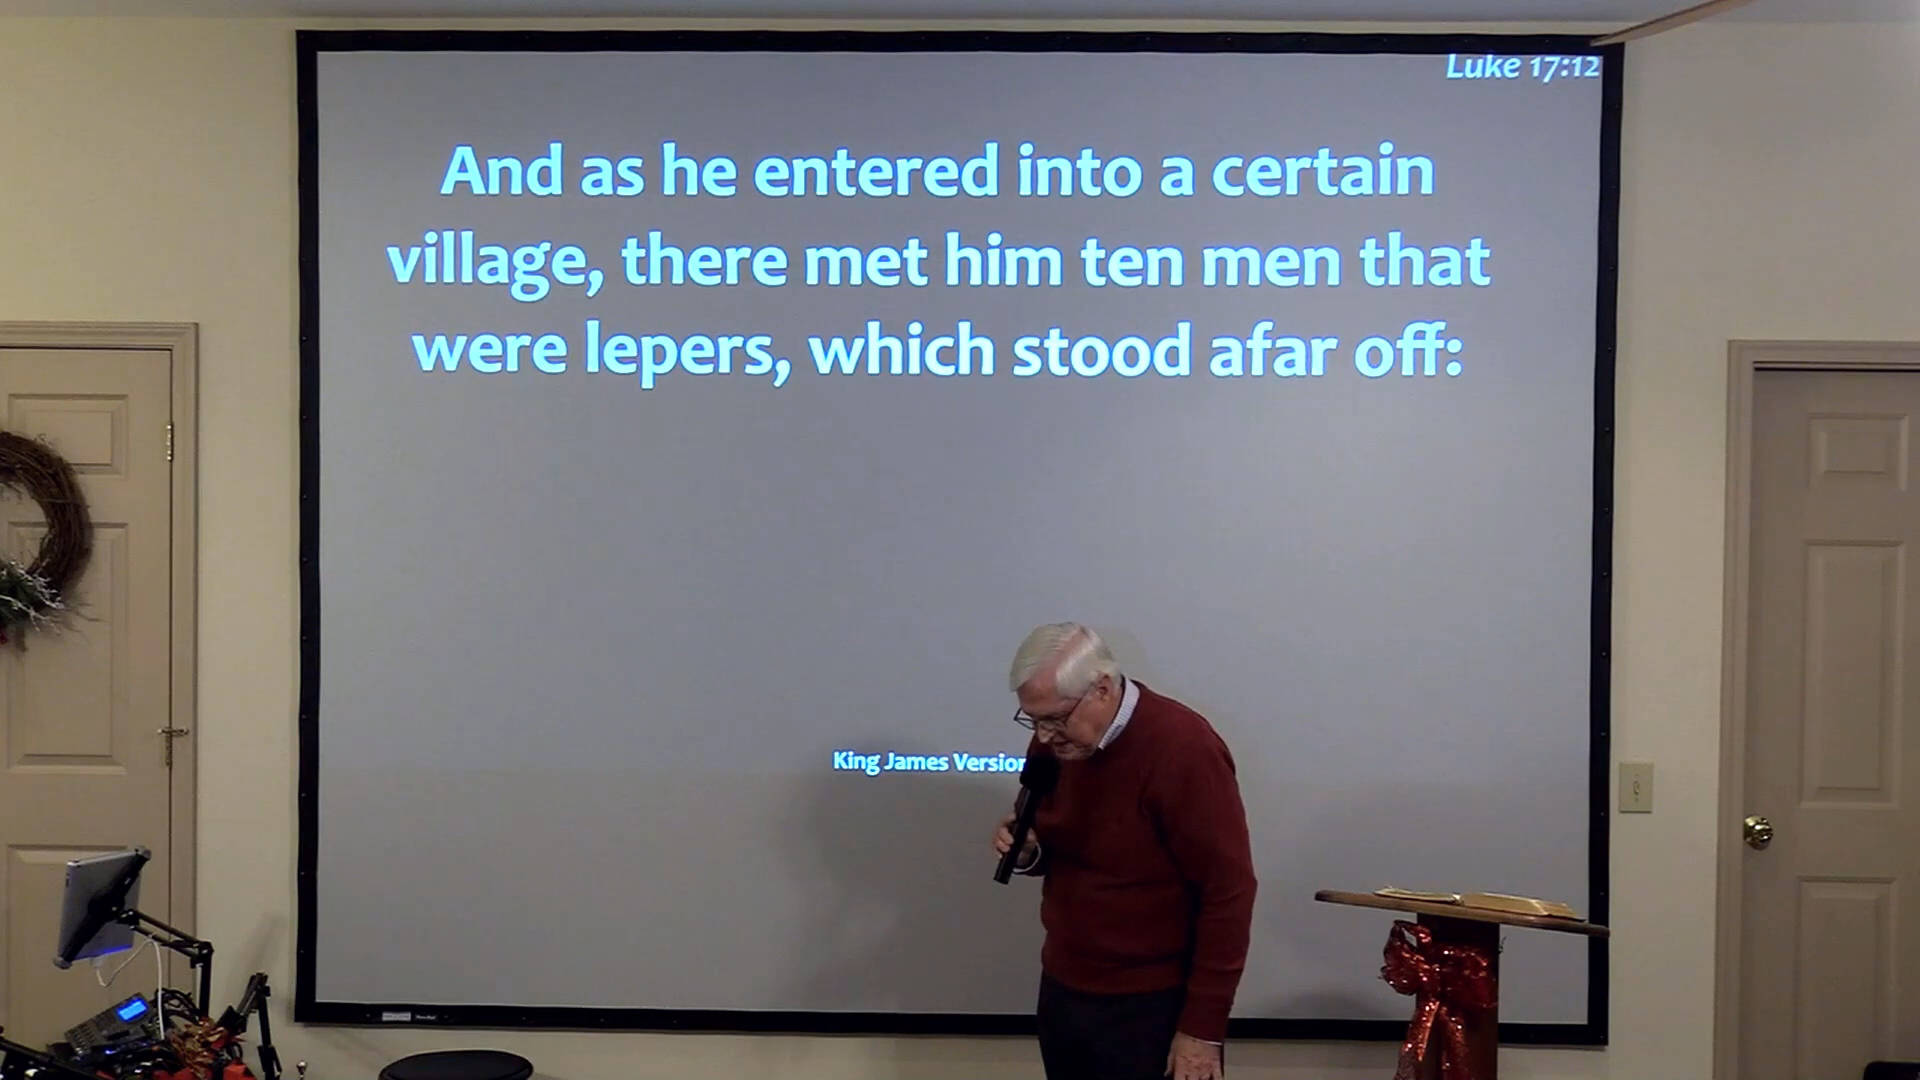 Luke 17:12
And as he entered into a certain
village, there met him ten men that
were lepers, which stood afar off:
King James Version